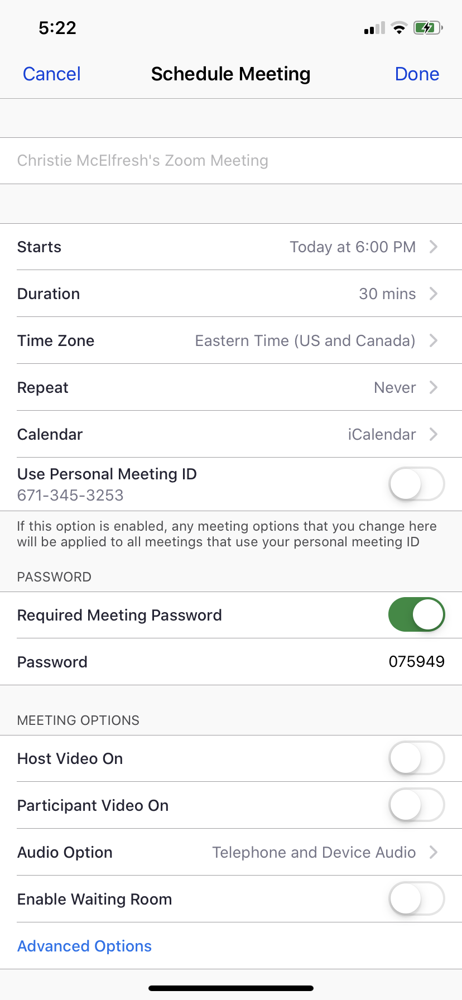 5:22
Cancel Schedule Meeting Done
Christie McElfresh's Zoom Meeting
Starts Today at 6:00 PM
Duration 30 mins
Time Zone Eastern Time (US and Canada)
Repeat Never
Calendar iCalendar
Use Personal Meeting ID
671-345-3253
If this option is enabled, any meeting options that you change here
will be applied to all meetings that use your personal meeting ID
PASSWORD
Required Meeting Password
Password 075949
MEETING OPTIONS
Host Video On
Participant Video On
Audio Option Telephone and Device Audio
Enable Waiting Room
Advanced Options